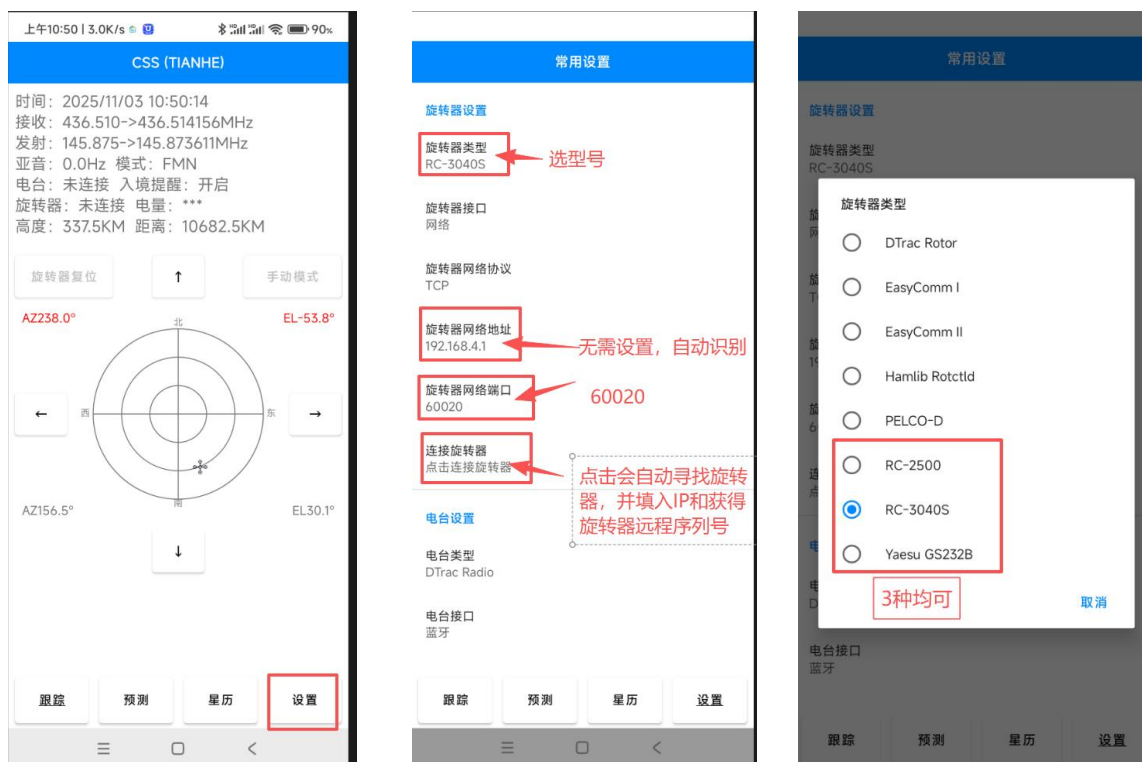 上午10:50 | 3.0K/s
90%
CSS (TIANHE)
时间：2025/11/03 10:50:14
接收：436.510->436.514156MHz
发射：145.875->145.873611MHz
亚音：0.0Hz 模式：FMN
电台：未连接 入境提醒：开启
旋转器：未连接 电量：***
高度：337.5KM 距离：10682.5KM
旋转器复位
↑
手动模式
AZ238.0°
北
EL-53.8°
←
西
东
→
AZ156.5°
南
EL30.1°
↓
跟踪
预测
星历
设置
常用设置
旋转器设置
旋转器类型
RC-3040S
选型号
旋转器接口
网络
旋转器网络协议
TCP
旋转器网络地址
192.168.4.1
无需设置，自动识别
旋转器网络端口
60020
60020
连接旋转器
点击连接旋转器
点击会自动寻找旋转
器，并填入IP和获得
旋转器远程序列号
电台设置
电台类型
DTrac Radio
电台接口
蓝牙
跟踪
预测
星历
设置
常用设置
旋转器设置
旋转器类型
RC-3040S
旋转器类型
DTrac Rotor
EasyComm I
EasyComm II
Hamlib Rotctld
PELCO-D
RC-2500
RC-3040S
Yaesu GS232B
3种均可
取消
电台接口
蓝牙
跟踪
预测
星历
设置